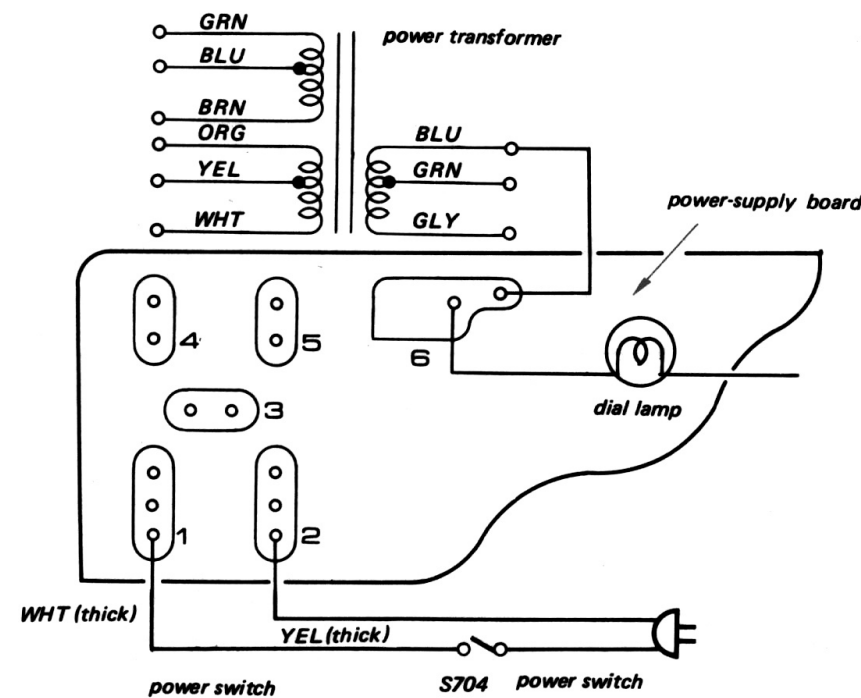 GRN
power transformer
BLU
BRN
ORG
BLU
YEL
GRN
power-supply board
WHT
GLY
4
5
6
3
dial lamp
1
2
WHT (thick)
YEL (thick)
power switch
S704
power switch